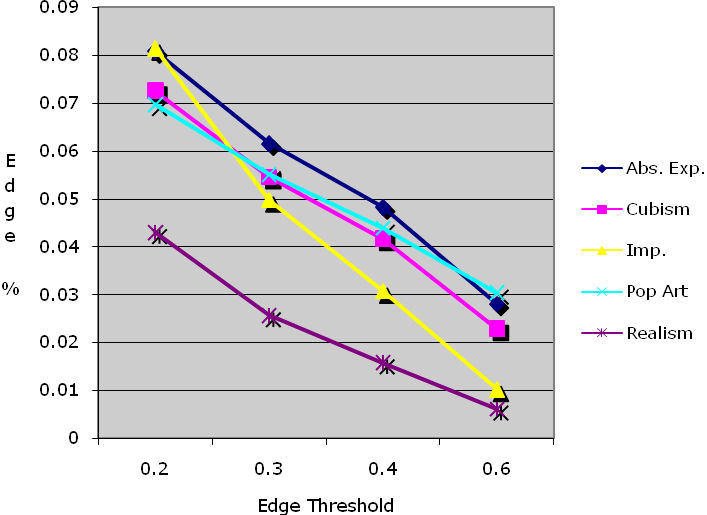 0.09
0.08
0.07
0.06
0.05
0.04
0.03
0.02
0.01
0
Edge %
0.2 0.3 0.4 0.6
Edge Threshold
Abs. Exp.
Cubism
Imp.
Pop Art
Realism